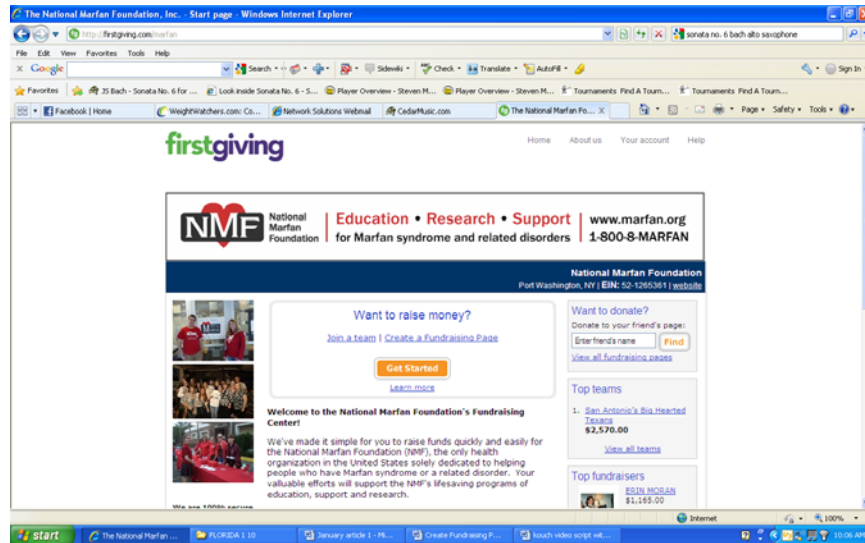 The National Marfan Foundation, Inc. - Start page - Windows Internet Explorer
http://firstgiving.com/marfan
sonata no. 6 bach alto saxophone
File Edit View Favorites Tools Help
x Google Search Sidewiki Check Translate AutoFill Sign In
Favorites JS Bach - Sonata No. 6 for ... Look inside Sonata No. 6 - S... Player Overview - Steven M... Player Overview - Steven M... Tournaments Find A Tourn... Tournaments Find A Tourn...
Facebook | Home WeightWatchers.com: Co... Network Solutions Webmail CedarMusic.com The National Marfan Fo... X Page Safety Tools
firstgiving
Home About us Your account Help
NMF National Marfan Foundation
Education • Research • Support
for Marfan syndrome and related disorders
www.marfan.org
1-800-8-MARFAN
National Marfan Foundation
Port Washington, NY | EIN: 52-1265361 | website
Want to raise money?
Join a team | Create a Fundraising Page
Get Started
Learn more
Welcome to the National Marfan Foundation's Fundraising
Center!
We've made it simple for you to raise funds quickly and easily for
the National Marfan Foundation (NMF), the only health
organization in the United States solely dedicated to helping
people who have Marfan syndrome or a related disorder. Your
valuable efforts will support the NMF's lifesaving programs of
education, support and research.
We are 100% secure
Want to donate?
Donate to your friend's page:
Enter friend's name Find
View all fundraising pages
Top teams
1. San Antonio's Big Hearted
Texans
$2,570.00
View all teams
Top fundraisers
ERIN MORAN
$1,165.00
Internet 100%
start The National Marfan ... FLORIDA 1 10 January article 1 - Mi... Create Fundraising P... kouch video script wit... 10:06 AM